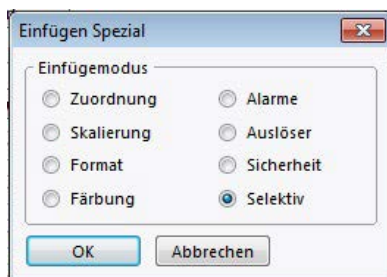 Einfügen Spezial
Einfügemodus
Zuordnung Alarme
Skalierung Auslöser
Format Sicherheit
Färbung Selektiv
OK Abbrechen